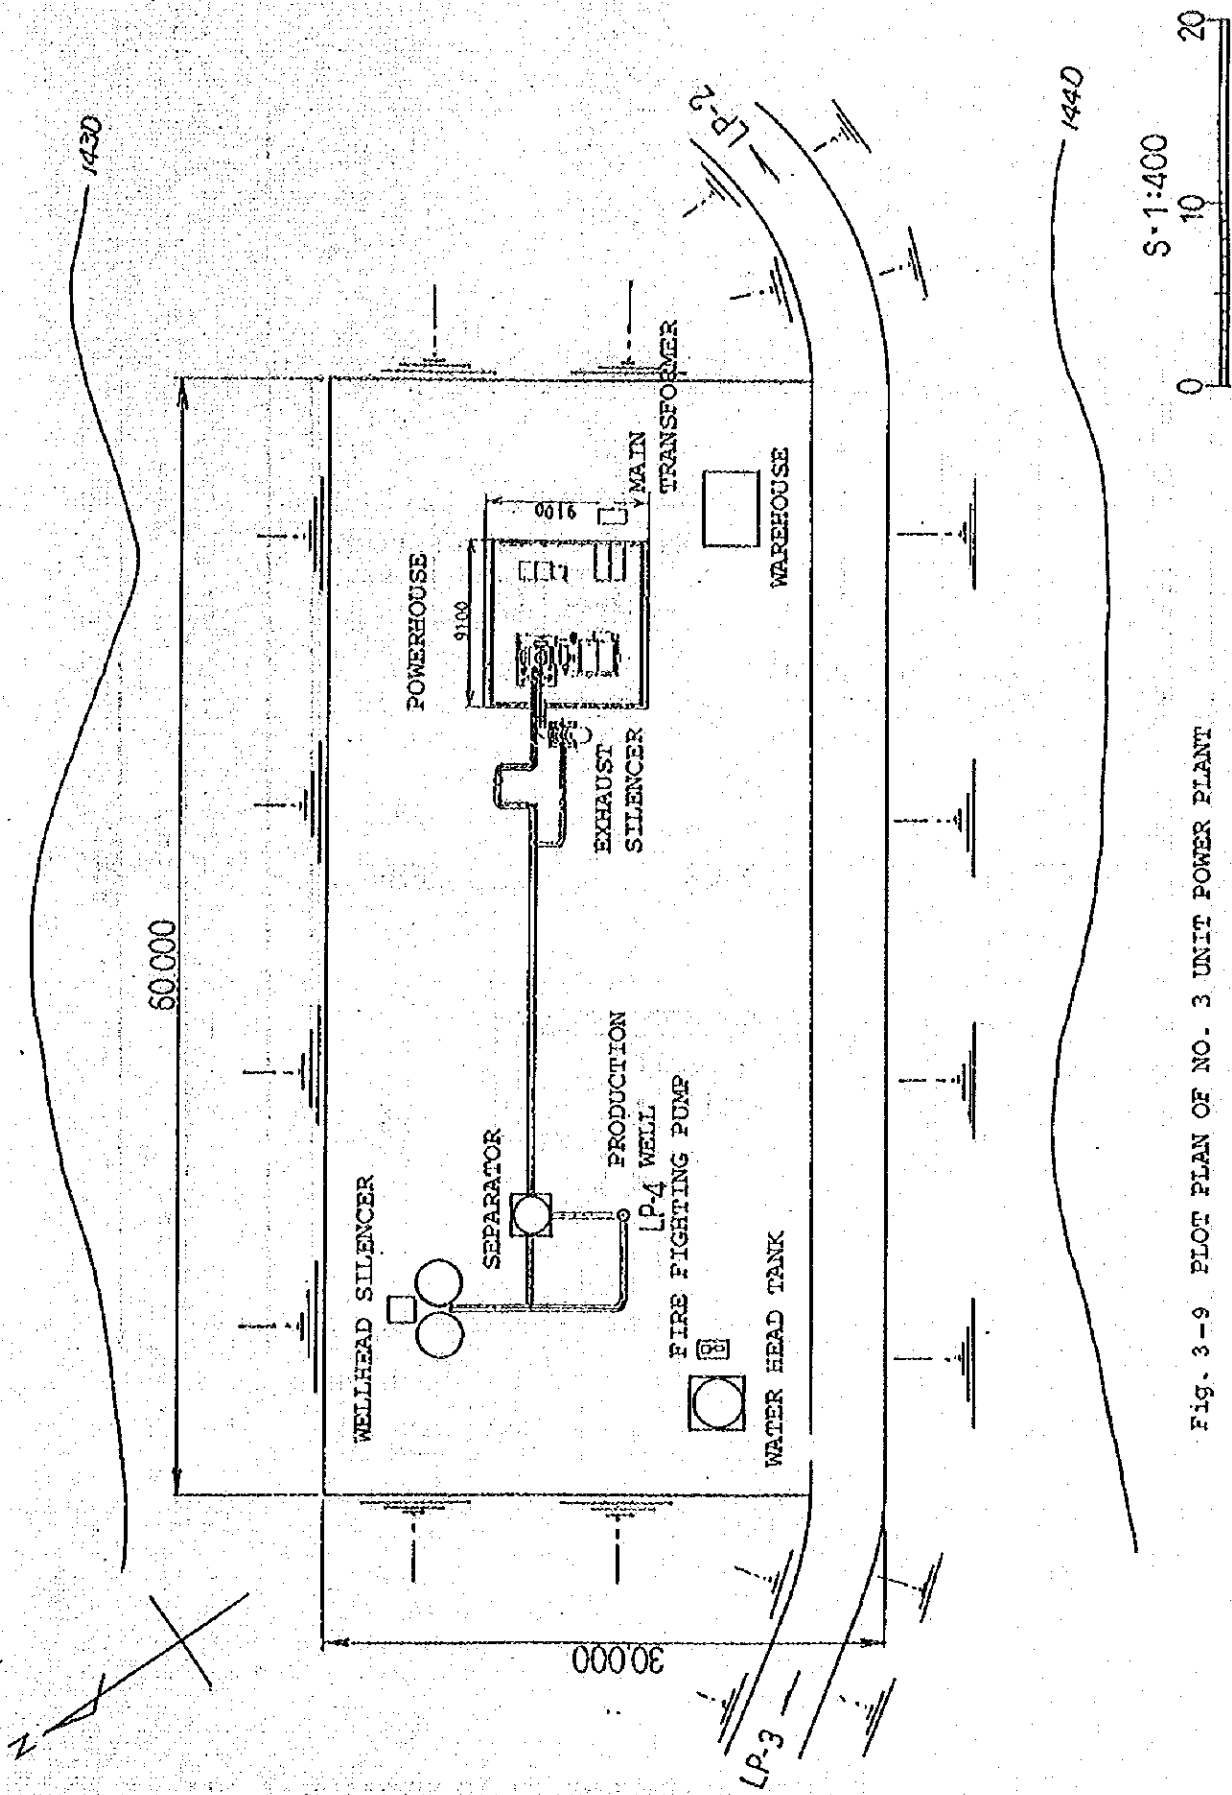 1430
60.000
POWERHOUSE
9100
9100
MAIN
TRANSFORMER
WELLHEAD SILENCER
SEPARATOR
EXHAUST
SILENCER
PRODUCTION
WELL
LP-4
FIRE FIGHTING PUMP
WATER HEAD TANK
WAREHOUSE
30.000
N
LP-3
LP-2
1440
S-1:400
0 10 20
Fig. 3-9 PLOT PLAN OF NO. 3 UNIT POWER PLANT